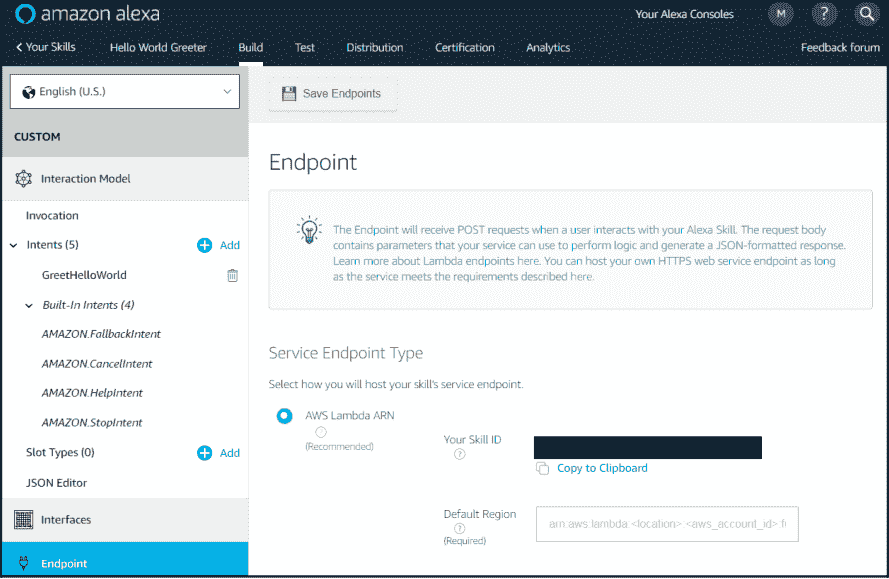 amazon alexa
Your Alexa Consoles
M
?
< Your Skills
Hello World Greeter
Build
Test
Distribution
Certification
Analytics
Feedback forum
English (U.S.)
CUSTOM
Interaction Model
Invocation
Intents (5)
Add
GreetHelloWorld
Built-In Intents (4)
AMAZON.FallbackIntent
AMAZON.CancelIntent
AMAZON.HelpIntent
AMAZON.StopIntent
Slot Types (0)
Add
JSON Editor
Interfaces
Endpoint
Save Endpoints
Endpoint
The Endpoint will receive POST requests when a user interacts with your Alexa Skill. The request body
contains parameters that your service can use to perform logic and generate a JSON-formatted response.
Learn more about Lambda endpoints here. You can host your own HTTPS web service endpoint as long
as the service meets the requirements described here.
Service Endpoint Type
Select how you will host your skill's service endpoint.
AWS Lambda ARN
?
(Recommended)
Your Skill ID
?
Copy to Clipboard
Default Region
?
(Required)
arn:aws:lambda:<location>:<aws_account_id>:f